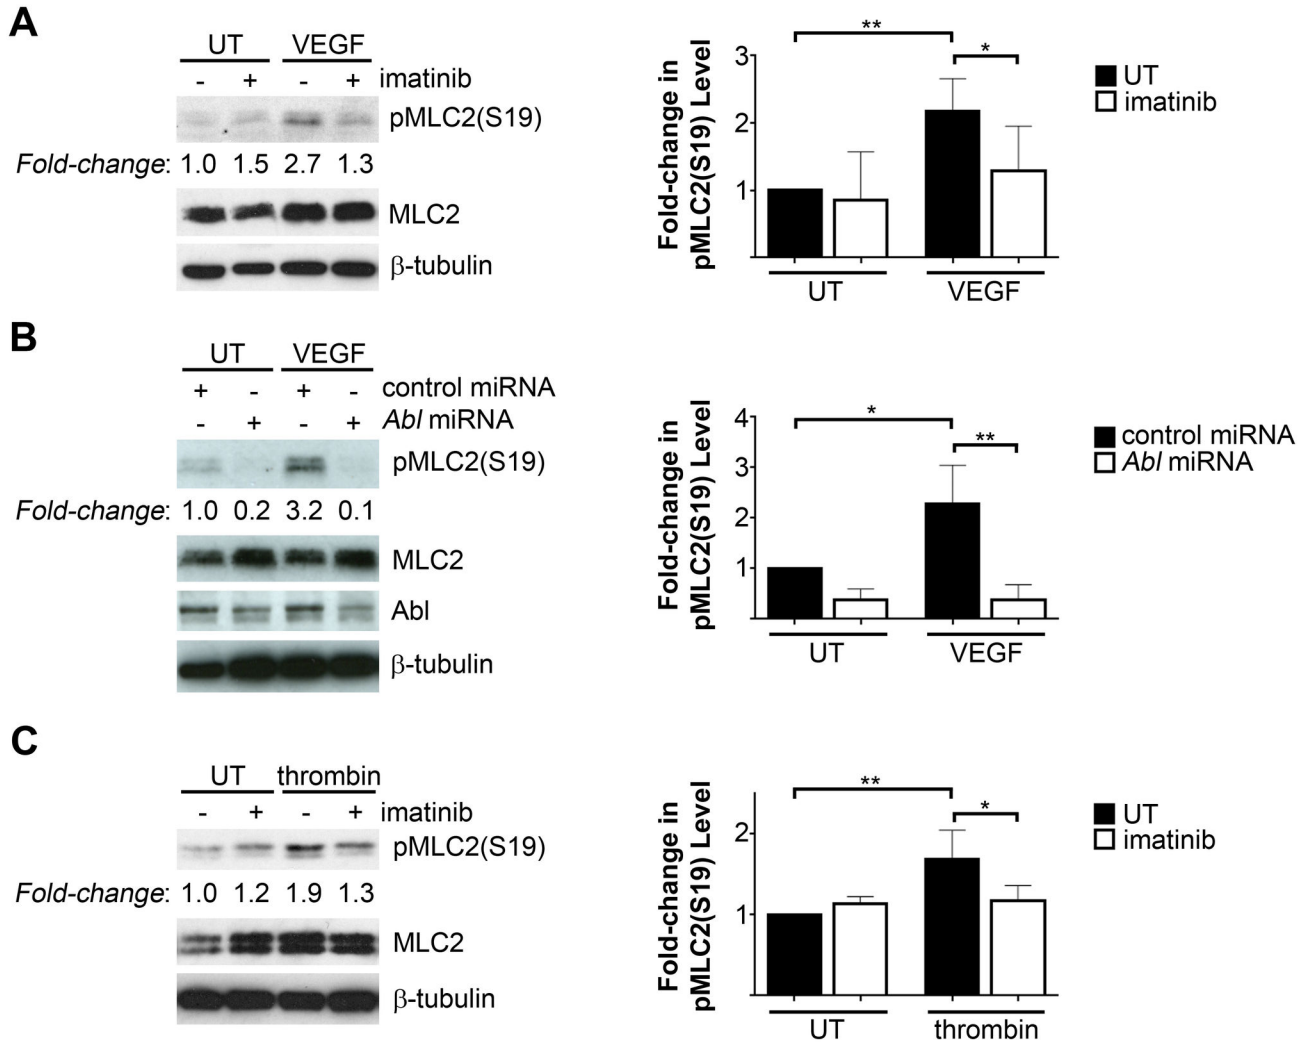 A
UT VEGF
- + - + imatinib
pMLC2(S19)
Fold-change: 1.0 1.5 2.7 1.3
MLC2
β-tubulin
Fold-change in
pMLC2(S19) Level
3
2
1
** *
UT VEGF
UT
imatinib
B
UT VEGF
+ - + - control miRNA
- + - + Abl miRNA
pMLC2(S19)
Fold-change: 1.0 0.2 3.2 0.1
MLC2
Abl
β-tubulin
Fold-change in
pMLC2(S19) Level
4
3
2
1
* **
UT VEGF
control miRNA
Abl miRNA
C
UT thrombin
- + - + imatinib
pMLC2(S19)
Fold-change: 1.0 1.2 1.9 1.3
MLC2
β-tubulin
Fold-change in
pMLC2(S19) Level
2
1
** *
UT thrombin
UT
imatinib